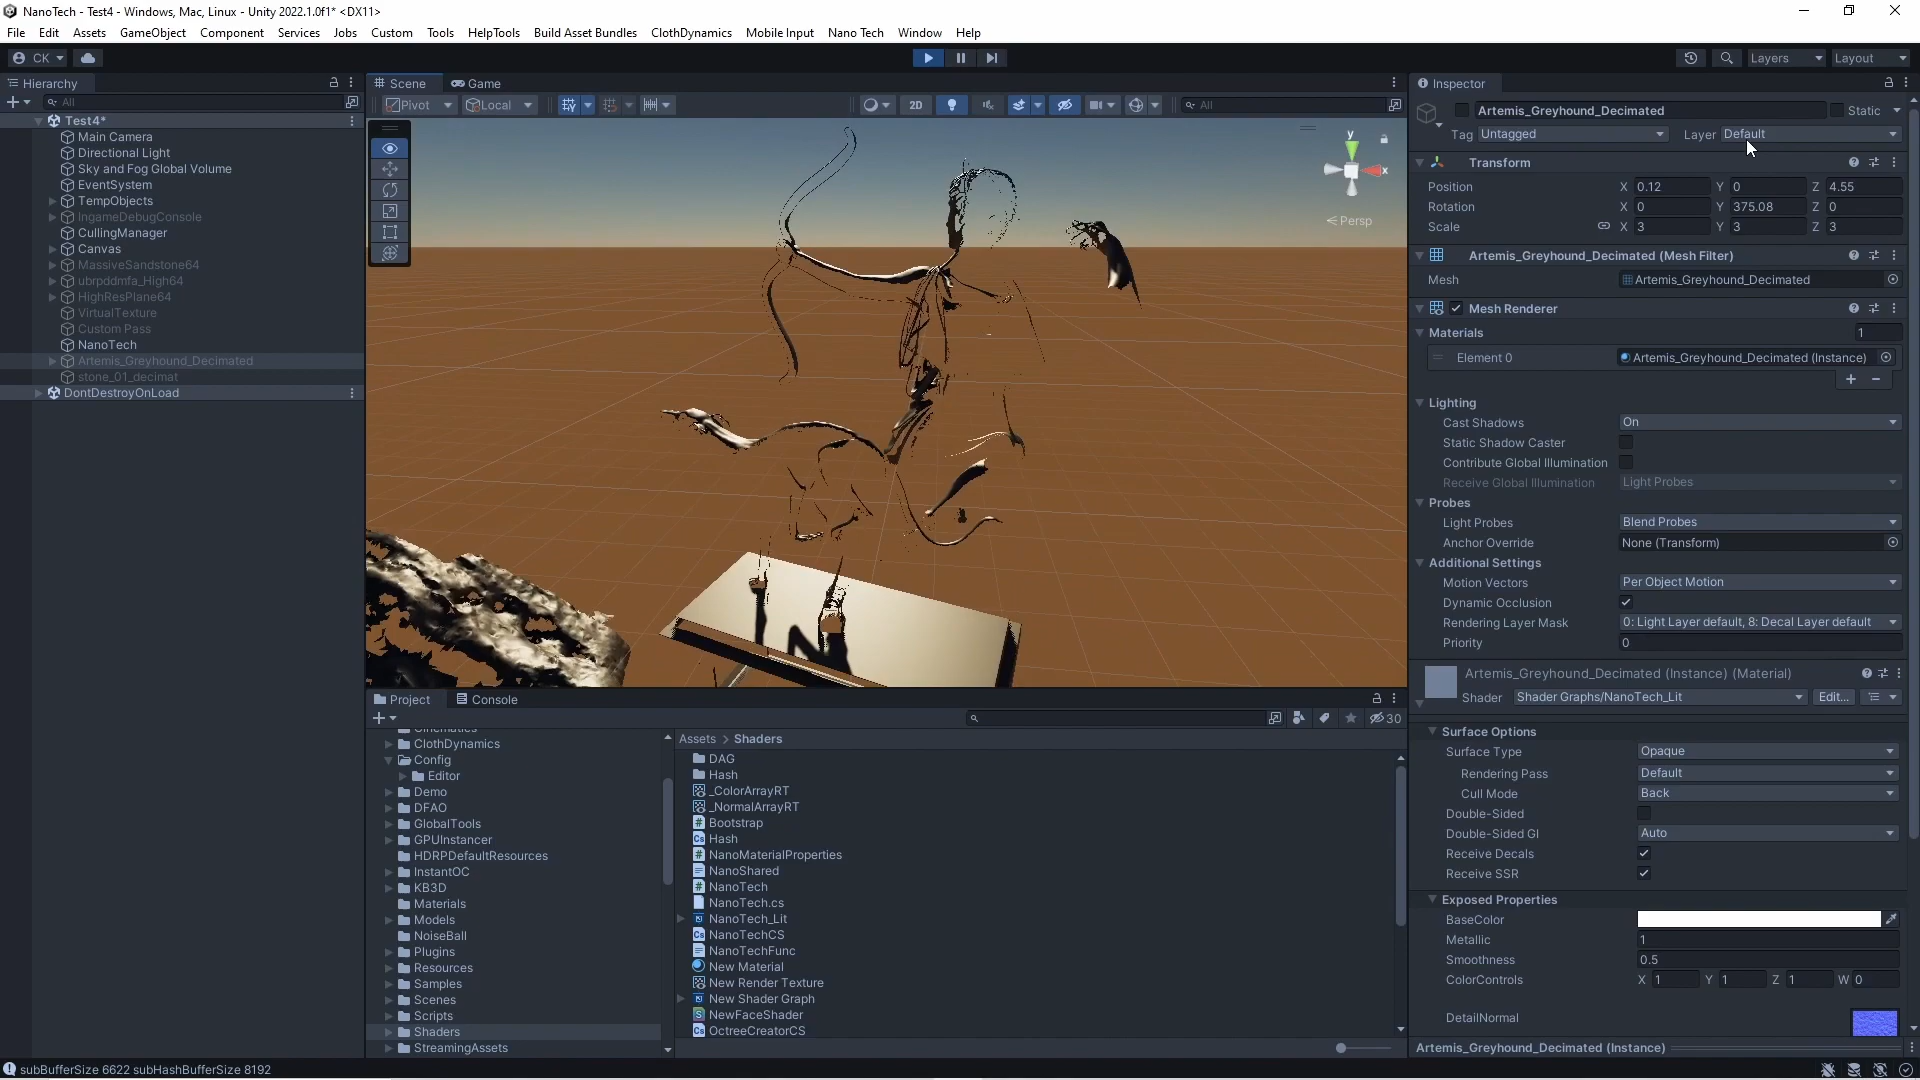 NanoTech - Test4 - Windows, Mac, Linux - Unity 2022.1.0f1* <DX11>
File Edit Assets GameObject Component Services Jobs Custom Tools HelpTools Build Asset Bundles ClothDynamics Mobile Input Nano Tech Window Help
CK Layers Layout
Hierarchy
All
Test4*
Main Camera
Directional Light
Sky and Fog Global Volume
EventSystem
TempObjects
IngameDebugConsole
CullingManager
Canvas
MassiveSandstone64
ubrpddmfa_High64
HighResPlane64
VirtualTexture
Custom Pass
NanoTech
Artemis_Greyhound_Decimated
stone_01_decimat
DontDestroyOnLoad
Scene Game
Pivot Local 2D All
y
x
Persp
Project Console
30
Cinematics
ClothDynamics
Config
Editor
Demo
DFAO
GlobalTools
GPUInstancer
HDRPDefaultResources
InstantOC
KB3D
Materials
Models
NoiseBall
Plugins
Resources
Samples
Scenes
Scripts
Shaders
StreamingAssets
Assets > Shaders
DAG
Hash
_ColorArrayRT
_NormalArrayRT
Bootstrap
Hash
NanoMaterialProperties
NanoShared
NanoTech
NanoTech.cs
NanoTech_Lit
NanoTechCS
NanoTechFunc
New Material
New Render Texture
New Shader Graph
NewFaceShader
OctreeCreatorCS
Inspector
Artemis_Greyhound_Decimated Static
Tag Untagged Layer Default
Transform
Position X 0.12 Y 0 Z 4.55
Rotation X 0 Y 375.08 Z 0
Scale X 3 Y 3 Z 3
Artemis_Greyhound_Decimated (Mesh Filter)
Mesh Artemis_Greyhound_Decimated
Mesh Renderer
Materials 1
Element 0 Artemis_Greyhound_Decimated (Instance)
Lighting
Cast Shadows On
Static Shadow Caster
Contribute Global Illumination
Receive Global Illumination Light Probes
Probes
Light Probes Blend Probes
Anchor Override None (Transform)
Additional Settings
Motion Vectors Per Object Motion
Dynamic Occlusion
Rendering Layer Mask 0: Light Layer default, 8: Decal Layer default
Priority 0
Artemis_Greyhound_Decimated (Instance) (Material)
Shader Shader Graphs/NanoTech_Lit Edit...
Surface Options
Surface Type Opaque
Rendering Pass Default
Cull Mode Back
Double-Sided
Double-Sided GI Auto
Receive Decals
Receive SSR
Exposed Properties
BaseColor
Metallic 1
Smoothness 0.5
ColorControls X 1 Y 1 Z 1 W 0
DetailNormal
Artemis_Greyhound_Decimated (Instance)
subBufferSize 6622 subHashBufferSize 8192